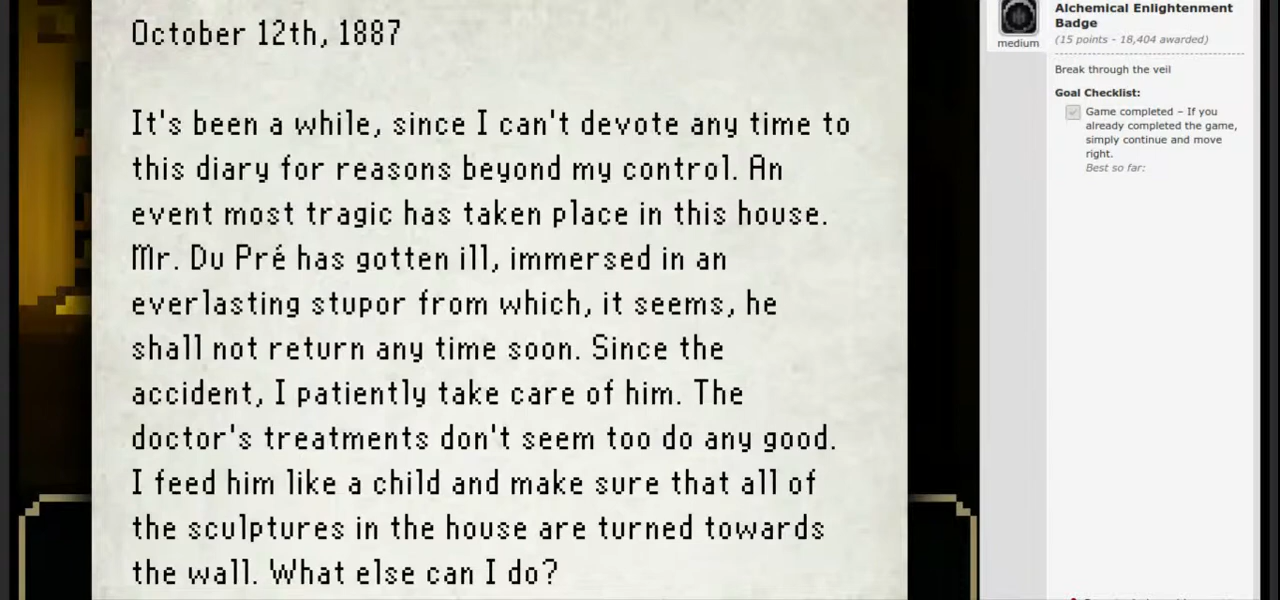 October 12th, 1887
It's been a while, since I can't devote any time to
this diary for reasons beyond my control. An
event most tragic has taken place in this house.
Mr. Du Pré has gotten ill, immersed in an
everlasting stupor from which, it seems, he
shall not return any time soon. Since the
accident, I patiently take care of him. The
doctor's treatments don't seem too do any good.
I feed him like a child and make sure that all of
the sculptures in the house are turned towards
the wall. What else can I do?
medium
Alchemical Enlightenment
Badge
(15 points - 18,404 awarded)
Break through the veil
Goal Checklist:
Game completed – If you
already completed the game,
simply continue and move
right.
Best so far: